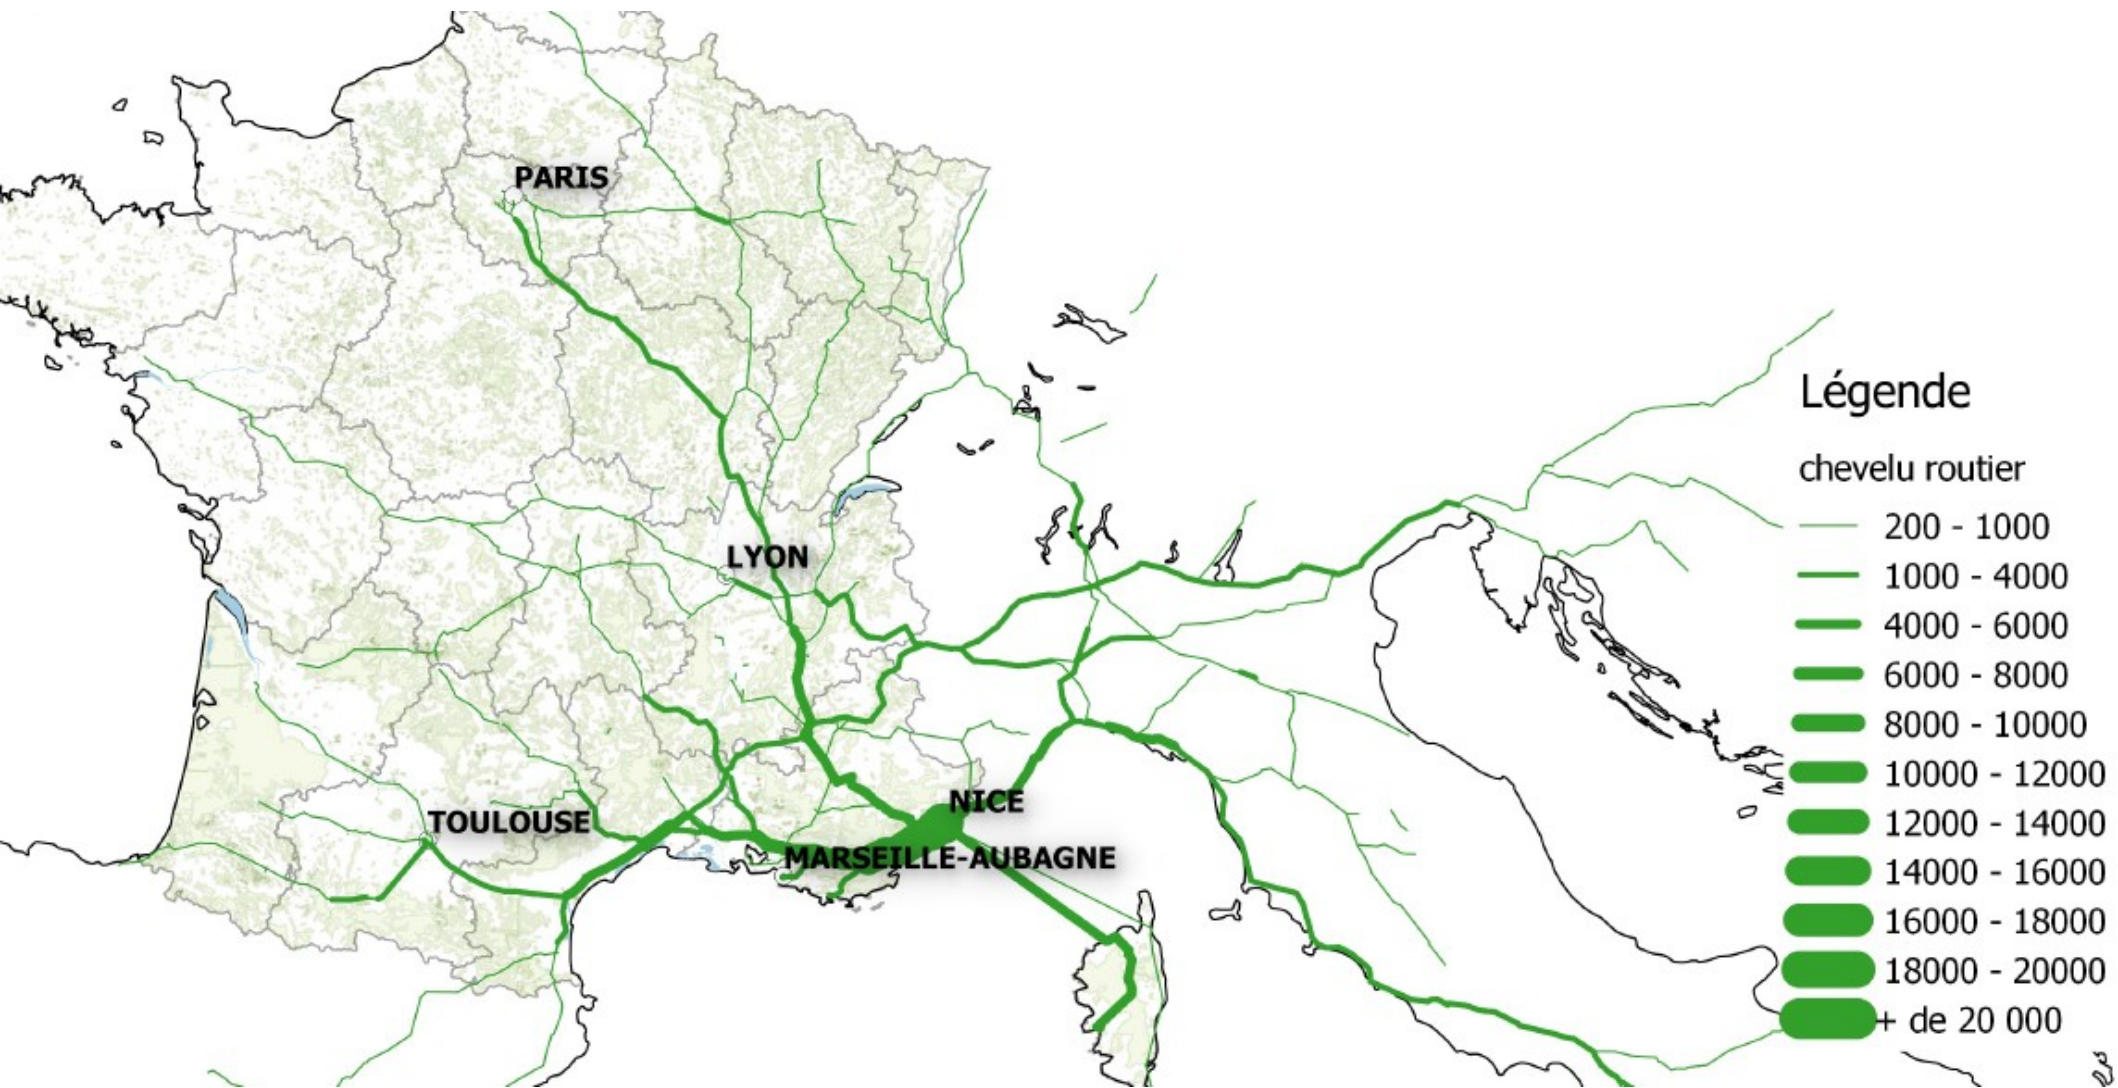 PARIS
LYON
TOULOUSE
NICE
MARSEILLE-AUBAGNE
Légende
chevelu routier
200 - 1000
1000 - 4000
4000 - 6000
6000 - 8000
8000 - 10000
10000 - 12000
12000 - 14000
14000 - 16000
16000 - 18000
18000 - 20000
+ de 20 000